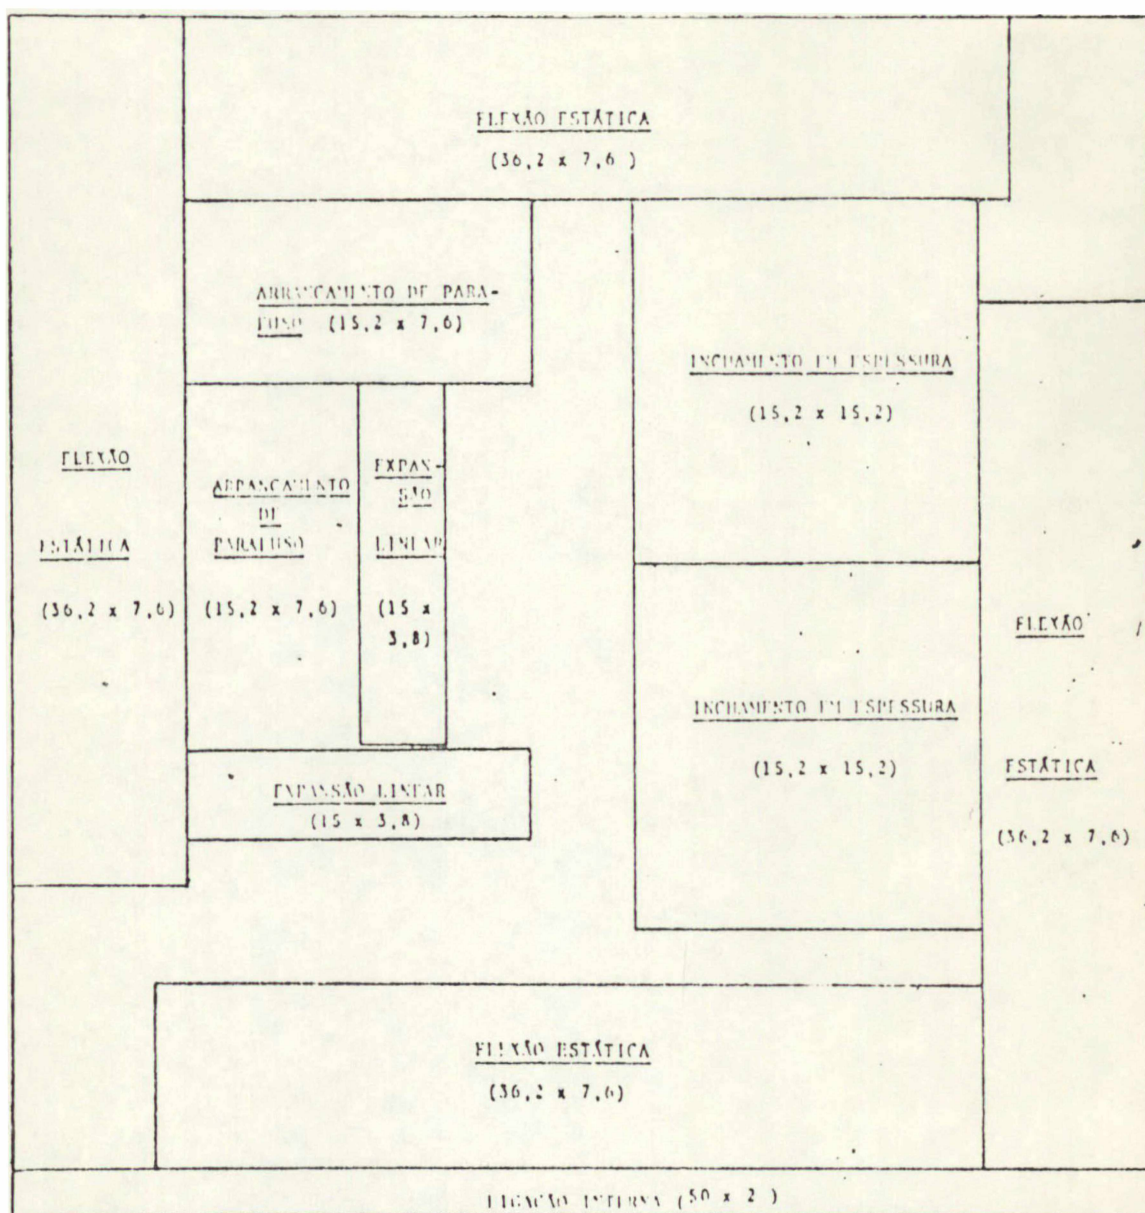 FLEXÃO ESTÁTICA
(36,2 x 7,6 )
ARRANCAMENTO DE PARA-
FUSO (15,2 x 7,6)
INCHAMENTO EM ESPESSURA
(15,2 x 15,2)
FLEXÃO
ESTÁTICA
(36,2 x 7,6)
ARRANCAMENTO
DE
PARAFUSO
(15,2 x 7,6)
EXPAN-
SÃO
LINEAR
(15 x
3,8)
FLEXÃO
ESTÁTICA
(36,2 x 7,6)
INCHAMENTO EM ESPESSURA
(15,2 x 15,2)
EXPANSÃO LINEAR
(15 x 3,8)
FLEXÃO ESTÁTICA
(36,2 x 7,6)
LIGAÇÃO INTERNA (50 x 2 )